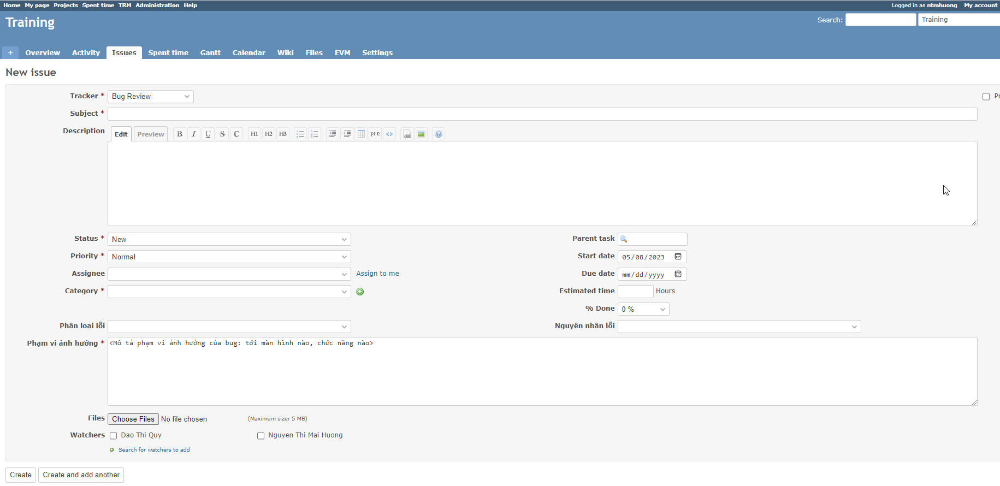 Home My page Projects Spent time TRM Administration Help Logged in as ntmhuong My account
Training Search: Training
+ Overview Activity Issues Spent time Gantt Calendar Wiki Files EVM Settings
New issue
Tracker * Bug Review Pr
Subject *
Description Edit Preview B I U S C H1 H2 H3 pre <> ?
Status * New Parent task
Priority * Normal Start date 05/08/2023
Assignee Assign to me Due date mm/dd/yyyy
Category * Estimated time Hours
% Done 0 %
Phân loại lỗi Nguyên nhân lỗi
Phạm vi ảnh hưởng * <Mô tả phạm vi ảnh hưởng của bug: tới màn hình nào, chức năng nào>
Files Choose Files No file chosen (Maximum size: 5 MB)
Watchers Dao Thi Quy Nguyen Thi Mai Huong
Search for watchers to add
Create Create and add another